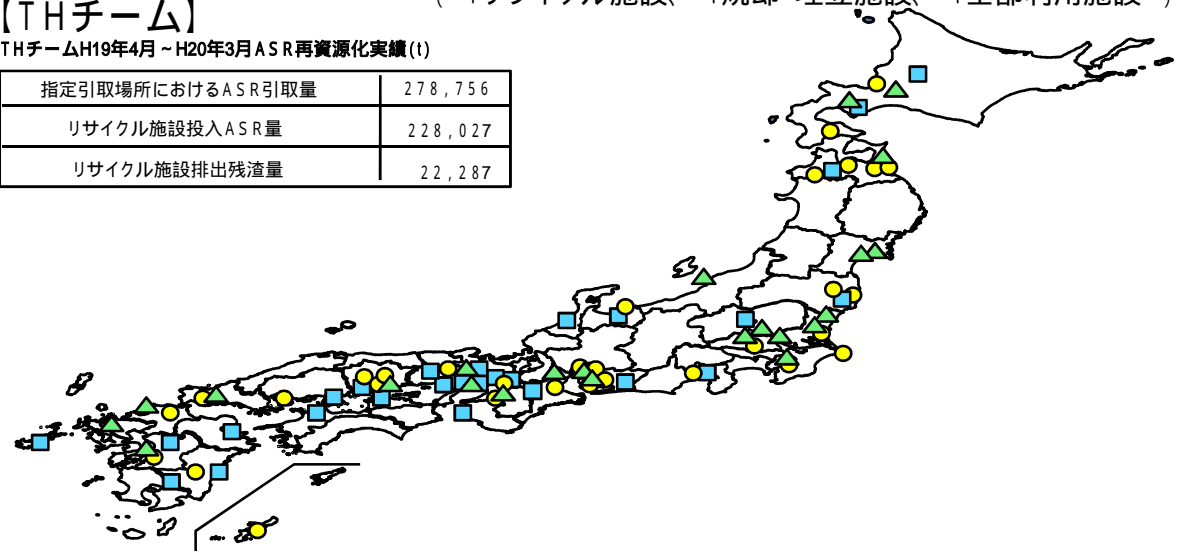 【THチーム】
THチームH19年4月~H20年3月ASR再資源化実績(t)
指定引取場所におけるASR引取量 278,756
リサイクル施設投入ASR量 228,027
リサイクル施設排出残渣量 22,287